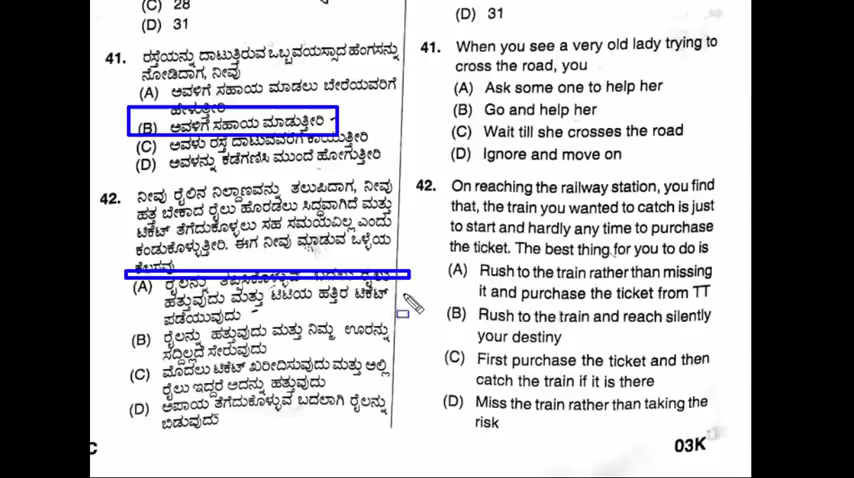 (C) 28
(D) 31
41. ರಸ್ತೆಯನ್ನು ದಾಟುತ್ತಿರುವ ಒಬ್ಬವಯಸ್ಸಾದ ಹೆಂಗಸನ್ನು
ನೋಡಿದಾಗ, ನೀವು
(A) ಅವಳಿಗೆ ಸಹಾಯ ಮಾಡಲು ಬೇರೆಯವರಿಗೆ
ಹೇಳುತ್ತೀರಿ
(B) ಅವಳಿಗೆ ಸಹಾಯ ಮಾಡುತ್ತೀರಿ
(C) ಅವಳು ರಸ್ತೆ ದಾಟುವವರೆಗೆ ಕಾಯುತ್ತೀರಿ
(D) ಅವಳನ್ನು ಕಡೆಗಣಿಸಿ ಮುಂದೆ ಹೋಗುತ್ತೀರಿ
42. ನೀವು ರೈಲಿನ ನಿಲ್ದಾಣವನ್ನು ತಲುಪಿದಾಗ, ನೀವು
ಹತ್ತ ಬೇಕಾದ ರೈಲು ಹೊರಡಲು ಸಿದ್ಧವಾಗಿದೆ ಮತ್ತು
ಟಿಕೆಟ್ ತೆಗೆದುಕೊಳ್ಳಲು ಸಹ ಸಮಯವಿಲ್ಲ ಎಂದು
ಕಂಡುಕೊಳ್ಳುತ್ತೀರಿ. ಈಗ ನೀವು ಮಾಡುವ ಒಳ್ಳೆಯ
ಕೆಲಸವು
(A) ರೈಲನ್ನು ತಪ್ಪಿಸಿಕೊಳ್ಳುವ ಬದಲು ರೈಲು
ಹತ್ತುವುದು ಮತ್ತು ಟಿಟಿಯ ಹತ್ತಿರ ಟಿಕೆಟ್
ಪಡೆಯುವುದು
(B) ರೈಲನ್ನು ಹತ್ತುವುದು ಮತ್ತು ನಿಮ್ಮ ಊರನ್ನು
ಸದ್ದಿಲ್ಲದೆ ಸೇರುವುದು
(C) ಮೊದಲು ಟಿಕೆಟ್ ಖರೀದಿಸುವುದು ಮತ್ತು ಅಲ್ಲಿ
ರೈಲು ಇದ್ದರೆ ಅದನ್ನು ಹತ್ತುವುದು
(D) ಅಪಾಯ ತೆಗೆದುಕೊಳ್ಳುವ ಬದಲಾಗಿ ರೈಲನ್ನು
ಬಿಡುವುದು
C
(D) 31
41. When you see a very old lady trying to
cross the road, you
(A) Ask some one to help her
(B) Go and help her
(C) Wait till she crosses the road
(D) Ignore and move on
42. On reaching the railway station, you find
that, the train you wanted to catch is just
to start and hardly any time to purchase
the ticket. The best thing for you to do is
(A) Rush to the train rather than missing
it and purchase the ticket from TT
(B) Rush to the train and reach silently
your destiny
(C) First purchase the ticket and then
catch the train if it is there
(D) Miss the train rather than taking the
risk
03K